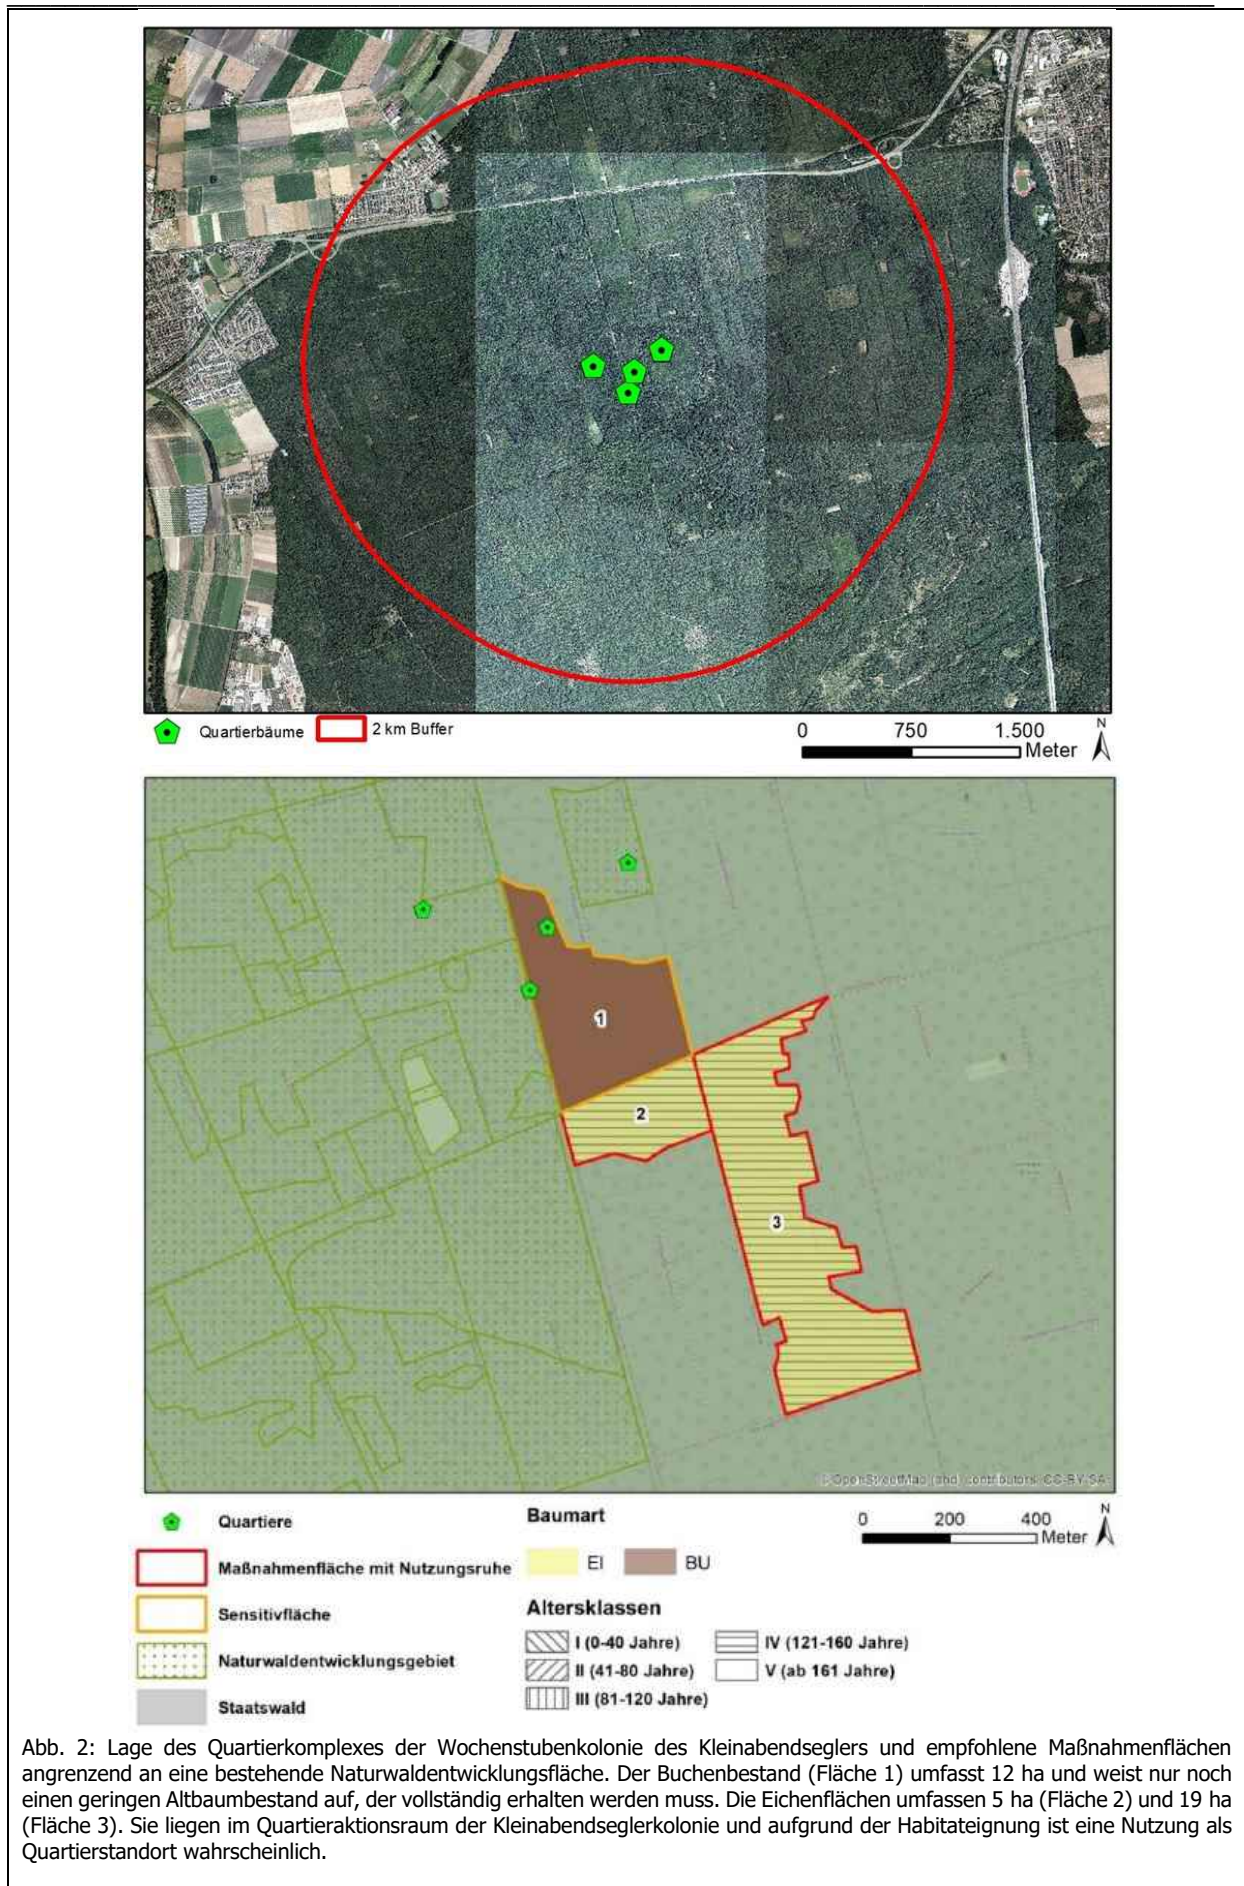 Quartierbäume
2 km Buffer
0 750 1.500
Meter
N
1
2
3
©OpenStreetMap (and) contributors, CC-BY-SA
Quartiere
Maßnahmenfläche mit Nutzungsruhe
Sensitivfläche
Naturwaldentwicklungsgebiet
Staatswald
Baumart
EI BU
Altersklassen
I (0-40 Jahre)
II (41-80 Jahre)
III (81-120 Jahre)
IV (121-160 Jahre)
V (ab 161 Jahre)
0 200 400
Meter
N
Abb. 2: Lage des Quartierkomplexes der Wochenstubenkolonie des Kleinabendseglers und empfohlene Maßnahmenflächen
angrenzend an eine bestehende Naturwaldentwicklungsfläche. Der Buchenbestand (Fläche 1) umfasst 12 ha und weist nur noch
einen geringen Altbaumbestand auf, der vollständig erhalten werden muss. Die Eichenflächen umfassen 5 ha (Fläche 2) und 19 ha
(Fläche 3). Sie liegen im Quartieraktionsraum der Kleinabendseglerkolonie und aufgrund der Habitateignung ist eine Nutzung als
Quartierstandort wahrscheinlich.